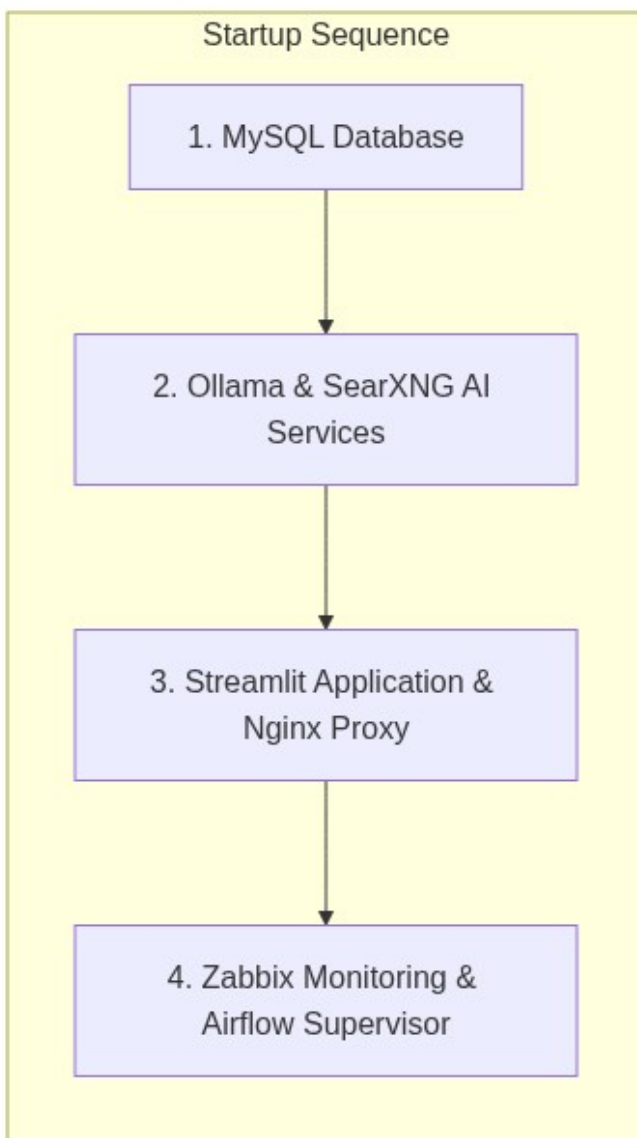 Startup Sequence
1. MySQL Database
2. Ollama & SearXNG AI
Services
3. Streamlit Application &
Nginx Proxy
4. Zabbix Monitoring &
Airflow Supervisor